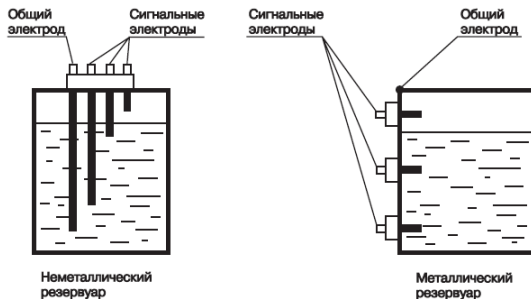 Общий
электрод
Сигнальные
электроды
Неметаллический
резервуар
Сигнальные
электроды
Общий
электрод
Металлический
резервуар